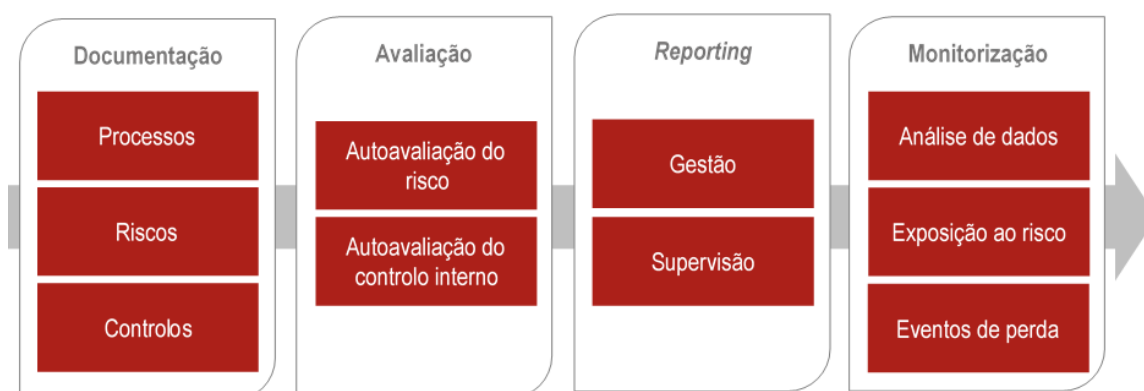 Documentação
Processos
Riscos
Controlos
Avaliação
Autoavaliação do
risco
Autoavaliação do
controlo interno
Reporting
Gestão
Supervisão
Monitorização
Análise de dados
Exposição ao risco
Eventos de perda